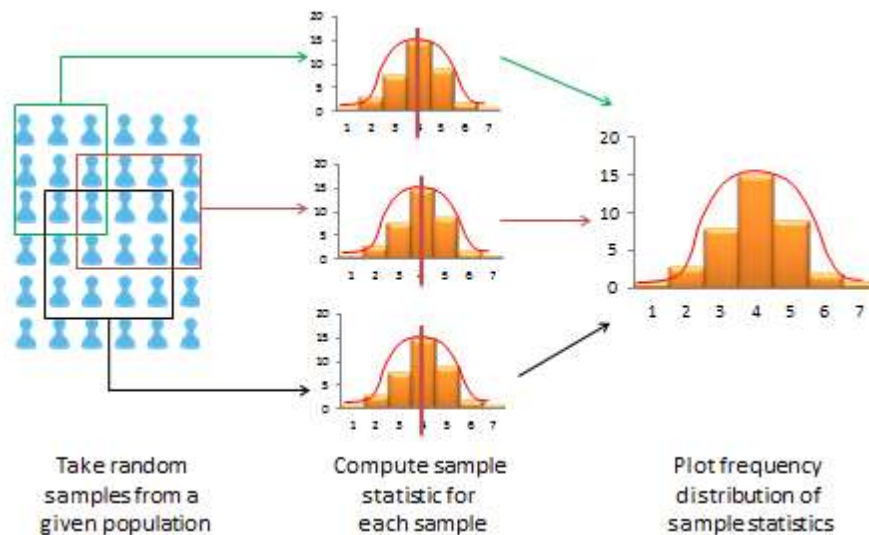 20
15
10
5
0
1 2 3 4 5 6 7
20
15
10
5
0
1 2 3 4 5 6 7
20
15
10
5
0
1 2 3 4 5 6 7
20
15
10
5
0
1 2 3 4 5 6 7
Take random
samples from a
given population
Compute sample
statistic for
each sample
Plot frequency
distribution of
sample statistics